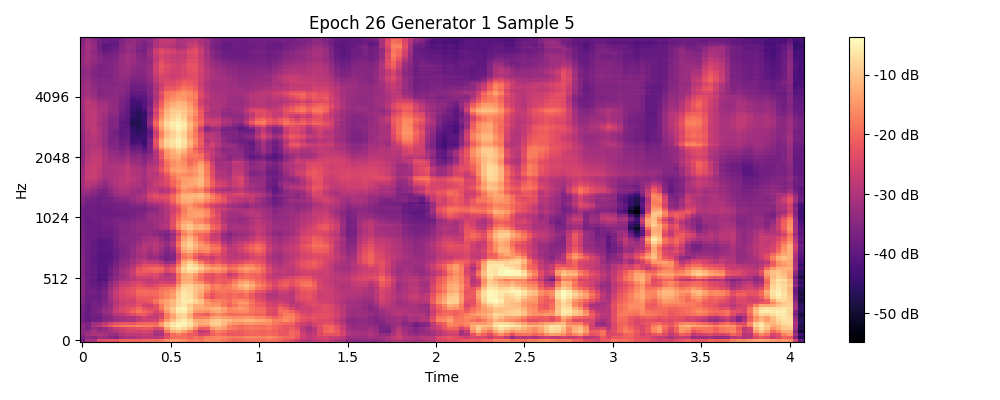 Epoch 26 Generator 1 Sample 5
Hz
4096
2048
1024
512
0
0 0.5 1 1.5 2 2.5 3 3.5 4
Time
-10 dB
-20 dB
-30 dB
-40 dB
-50 dB